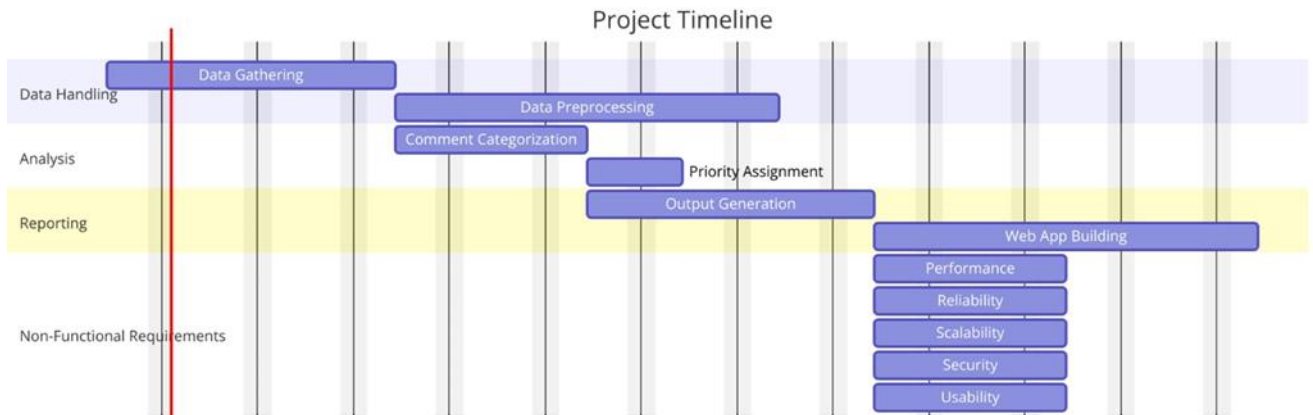 Project Timeline
Data Gathering
Data Handling
Data Preprocessing
Comment Categorization
Analysis
Priority Assignment
Output Generation
Reporting
Web App Building
Performance
Reliability
Non-Functional Requirements
Scalability
Security
Usability